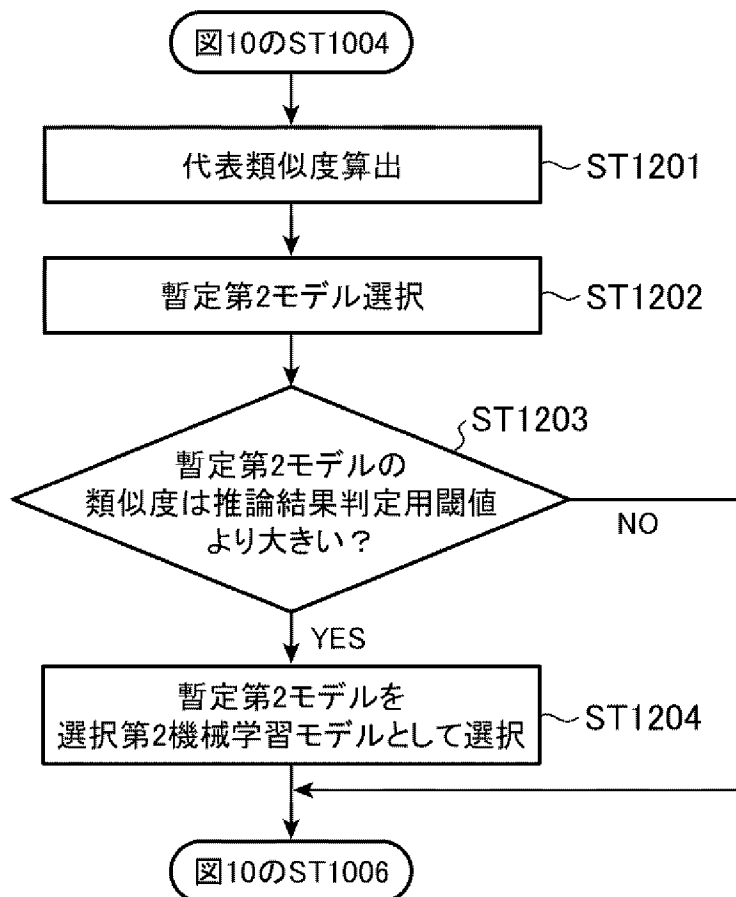 図10のST1004
代表類似度算出
ST1201
暫定第2モデル選択
ST1202
ST1203
暫定第2モデルの
類似度は推論結果判定用閾値
より大きい?
NO
YES
暫定第2モデルを
選択第2機械学習モデルとして選択
ST1204
図10のST1006